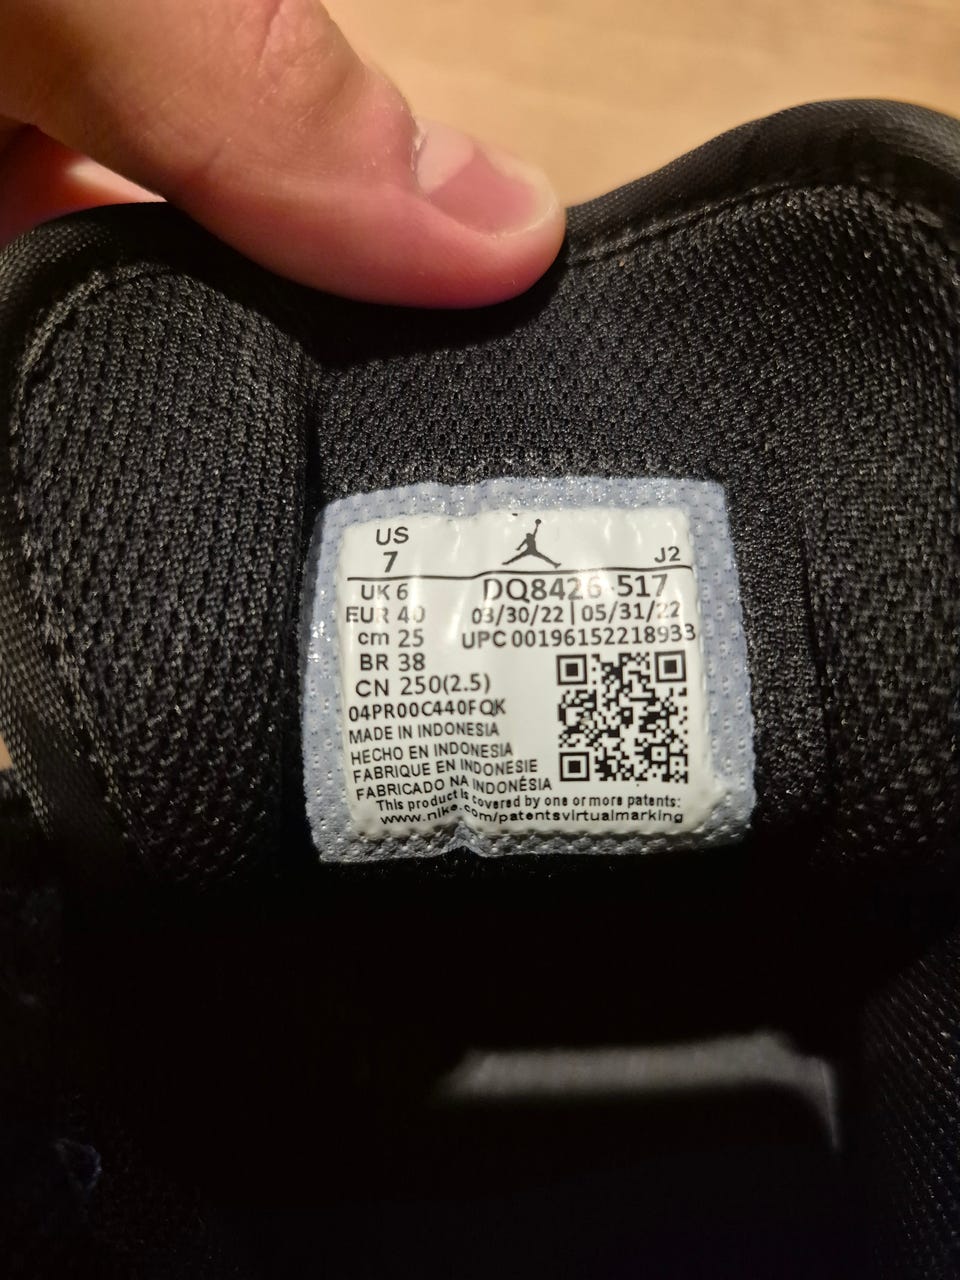 US
7
J2
UK 6
DQ8426 517
EUR 40
03/30/22 | 05/31/22
cm 25
UPC 00196152218933
BR 38
CN 250(2.5)
04PR00C440FQK
MADE IN INDONESIA
HECHO EN INDONESIA
FABRIQUE EN INDONESIE
FABRICADO NA INDONÉSIA
This product is covered by one or more patents:
www.nike.com/patentsvirtualmarking